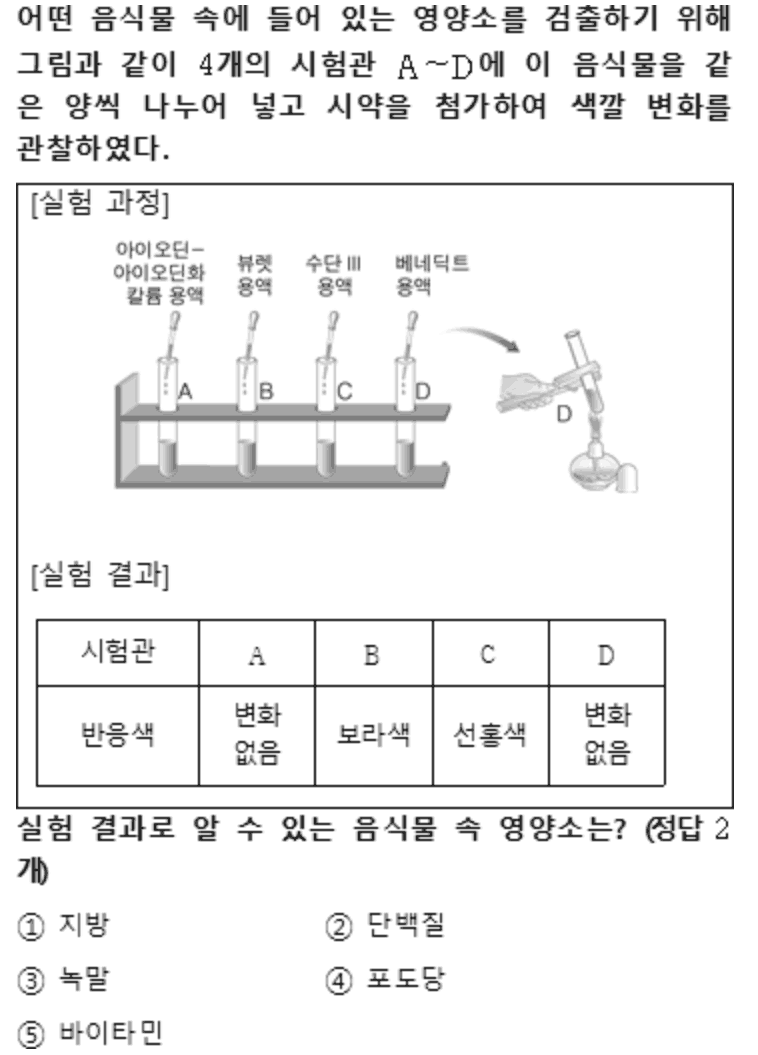 어떤 음식물 속에 들어 있는 영양소를 검출하기 위해
그림과 같이 4개의 시험관 A~D에 이 음식물을 같
은 양씩 나누어 넣고 시약을 첨가하여 색깔 변화를
관찰하였다.
[실험 과정]
아이오딘-
아이오딘화
칼륨 용액
뷰렛
용액
수단 III
용액
베네딕트
용액
A
B
C
D
D
[실험 결과]
시험관 A B C D
반응색 변화 없음 보라색 선홍색 변화 없음
실험 결과로 알 수 있는 음식물 속 영양소는? (정답 2
개)
① 지방 ② 단백질
③ 녹말 ④ 포도당
⑤ 바이타민